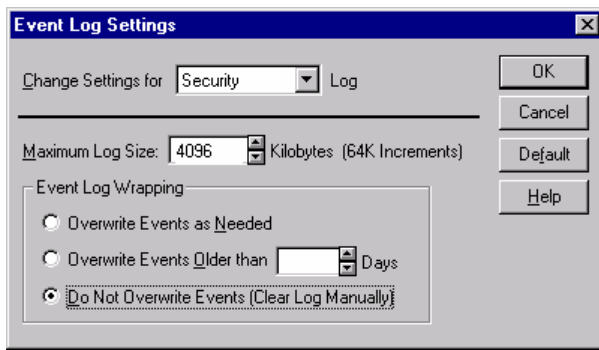 Event Log Settings
Change Settings for Security Log
OK
Cancel
Maximum Log Size: 4096 Kilobytes (64K Increments)
Default
Event Log Wrapping
Help
Overwrite Events as Needed
Overwrite Events Older than Days
Do Not Overwrite Events (Clear Log Manually)